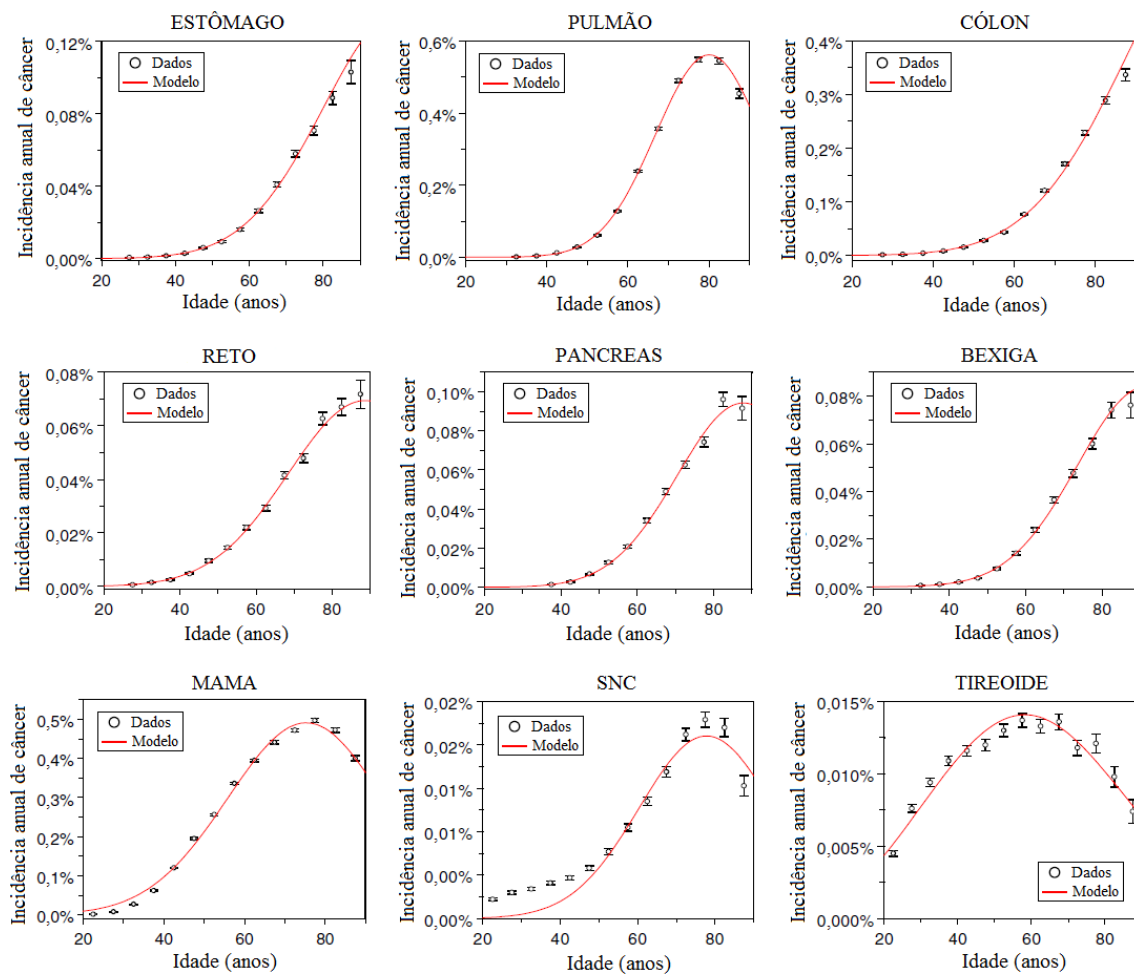 ESTÔMAGO
Incidência anual de câncer
0,12%
0,08%
0,04%
0,00%
Dados
Modelo
20 40 60 80
Idade (anos)
PULMÃO
Incidência anual de câncer
0,6%
0,4%
0,2%
0,0%
Dados
Modelo
20 40 60 80
Idade (anos)
CÓLON
Incidência anual de câncer
0,4%
0,3%
0,2%
0,1%
0,0%
Dados
Modelo
20 40 60 80
Idade (anos)
RETO
Incidência anual de câncer
0,08%
0,06%
0,04%
0,02%
0,00%
Dados
Modelo
20 40 60 80
Idade (anos)
PANCREAS
Incidência anual de câncer
0,10%
0,08%
0,06%
0,04%
0,02%
0,00%
Dados
Modelo
20 40 60 80
Idade (anos)
BEXIGA
Incidência anual de câncer
0,08%
0,06%
0,04%
0,02%
0,00%
Dados
Modelo
20 40 60 80
Idade (anos)
MAMA
Incidência anual de câncer
0,5%
0,4%
0,3%
0,2%
0,1%
0,0%
Dados
Modelo
20 40 60 80
Idade (anos)
SNC
Incidência anual de câncer
0,02%
0,02%
0,01%
0,01%
0,00%
0,00%
Dados
Modelo
20 40 60 80
Idade (anos)
TIREOIDE
Incidência anual de câncer
0,015%
0,010%
0,005%
0,000%
Dados
Modelo
20 40 60 80
Idade (anos)